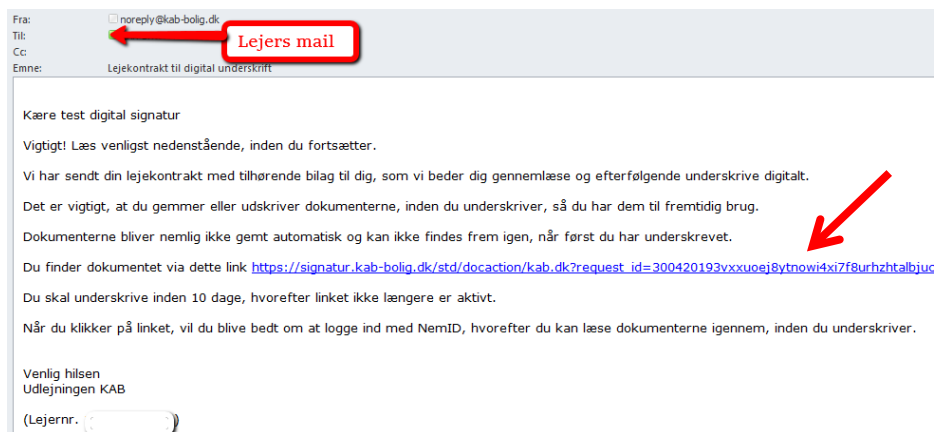 Fra: noreply@kab-bolig.dk
Til: Lejers mail
Cc:
Emne: Lejekontrakt til digital underskrift
Kære test digital signatur
Vigtigt! Læs venligst nedenstående, inden du fortsætter.
Vi har sendt din lejekontrakt med tilhørende bilag til dig, som vi beder dig gennemlæse og efterfølgende underskrive digitalt.
Det er vigtigt, at du gemmer eller udskriver dokumenterne, inden du underskriver, så du har dem til fremtidig brug.
Dokumenterne bliver nemlig ikke gemt automatisk og kan ikke findes frem igen, når først du har underskrevet.
Du finder dokumentet via dette link https://signatur.kab-bolig.dk/std/docaction/kab.dk?request_id=300420193vxxuoej8ytnowi4xi7f8urhzhtalbjuc
Du skal underskrive inden 10 dage, hvorefter linket ikke længere er aktivt.
Når du klikker på linket, vil du blive bedt om at logge ind med NemID, hvorefter du kan læse dokumenterne igennem, inden du underskriver.
Venlig hilsen
Udlejningen KAB
(Lejernr. )